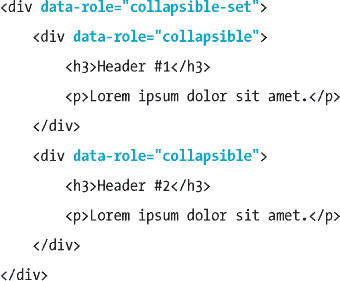 <div data-role="collapsible-set">
    <div data-role="collapsible">
        <h3>Header #1</h3>
        <p>Lorem ipsum dolor sit amet.</p>
    </div>
    <div data-role="collapsible">
        <h3>Header #2</h3>
        <p>Lorem ipsum dolor sit amet.</p>
    </div>
</div>